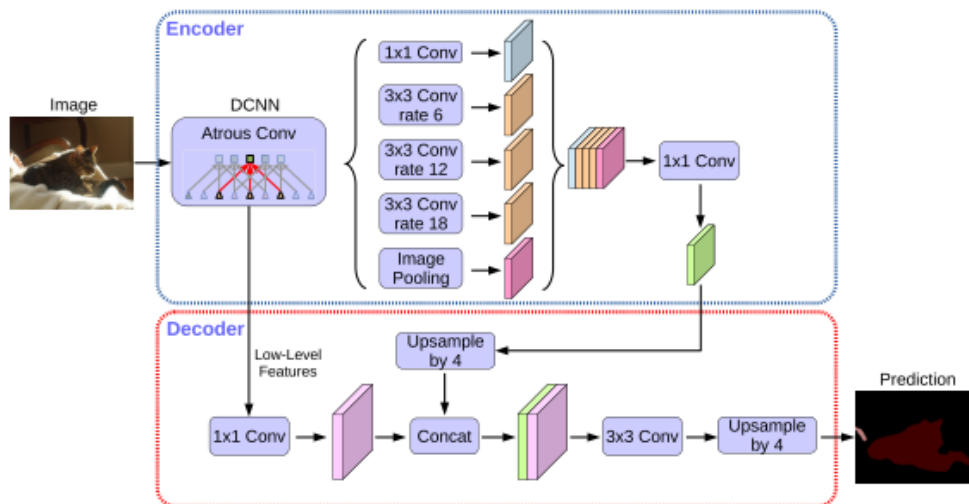 Encoder
Image
DCNN
Atrous Conv
1x1 Conv
3x3 Conv
rate 6
3x3 Conv
rate 12
3x3 Conv
rate 18
Image
Pooling
1x1 Conv
Decoder
Low-Level
Features
Upsample
by 4
1x1 Conv
Concat
3x3 Conv
Upsample
by 4
Prediction